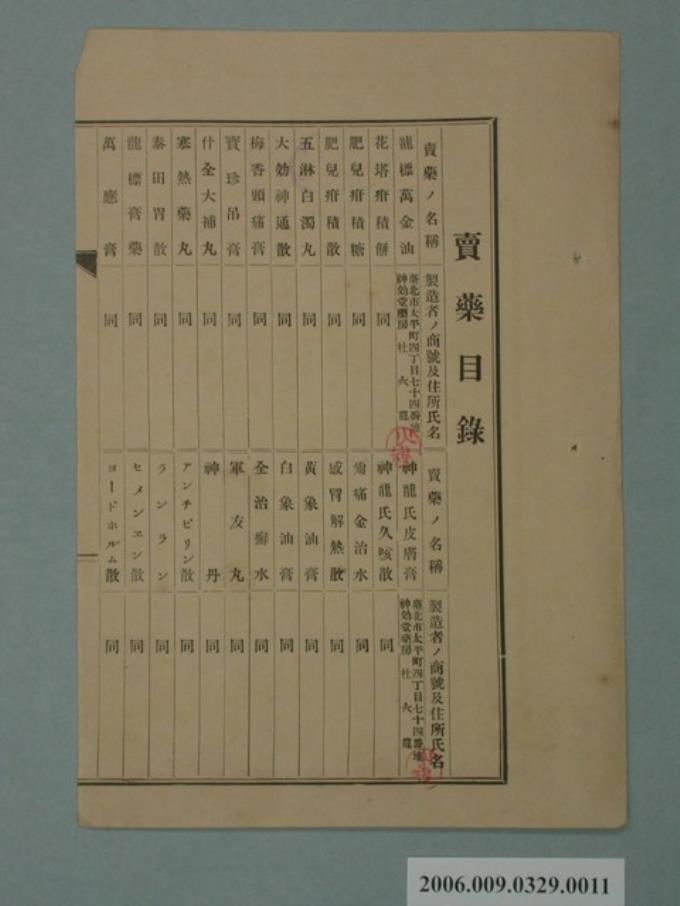 賣藥目錄
賣藥ノ名稱
製造者ノ商號及住所氏名
龍標萬金油
臺北市太平町四丁目七十四番地
神効堂藥房 杜火龍
花塔疳積餅
同
肥兒疳積糖
同
肥兒疳積散
同
五淋白濁丸
同
大効神通散
同
梅香頭痛膏
同
寶珍吊膏
同
什全大補丸
同
寒熱藥丸
同
泰田胃散
同
龍標膏藥
同
萬應膏
同
賣藥ノ名稱
製造者ノ商號及住所氏名
神龍氏皮膚膏
臺北市太平町四丁目七十四番地
神効堂藥房 杜火龍
神龍氏久咳散
同
痛金治水
同
感冒解熱散
同
黃象油膏
同
白象油膏
同
全治癬水
同
軍友丸
同
神丹
同
アンチピリン散
同
ランラン
同
セメンヱン散
同
ヨードホルム散
同
2006.009.0329.0011